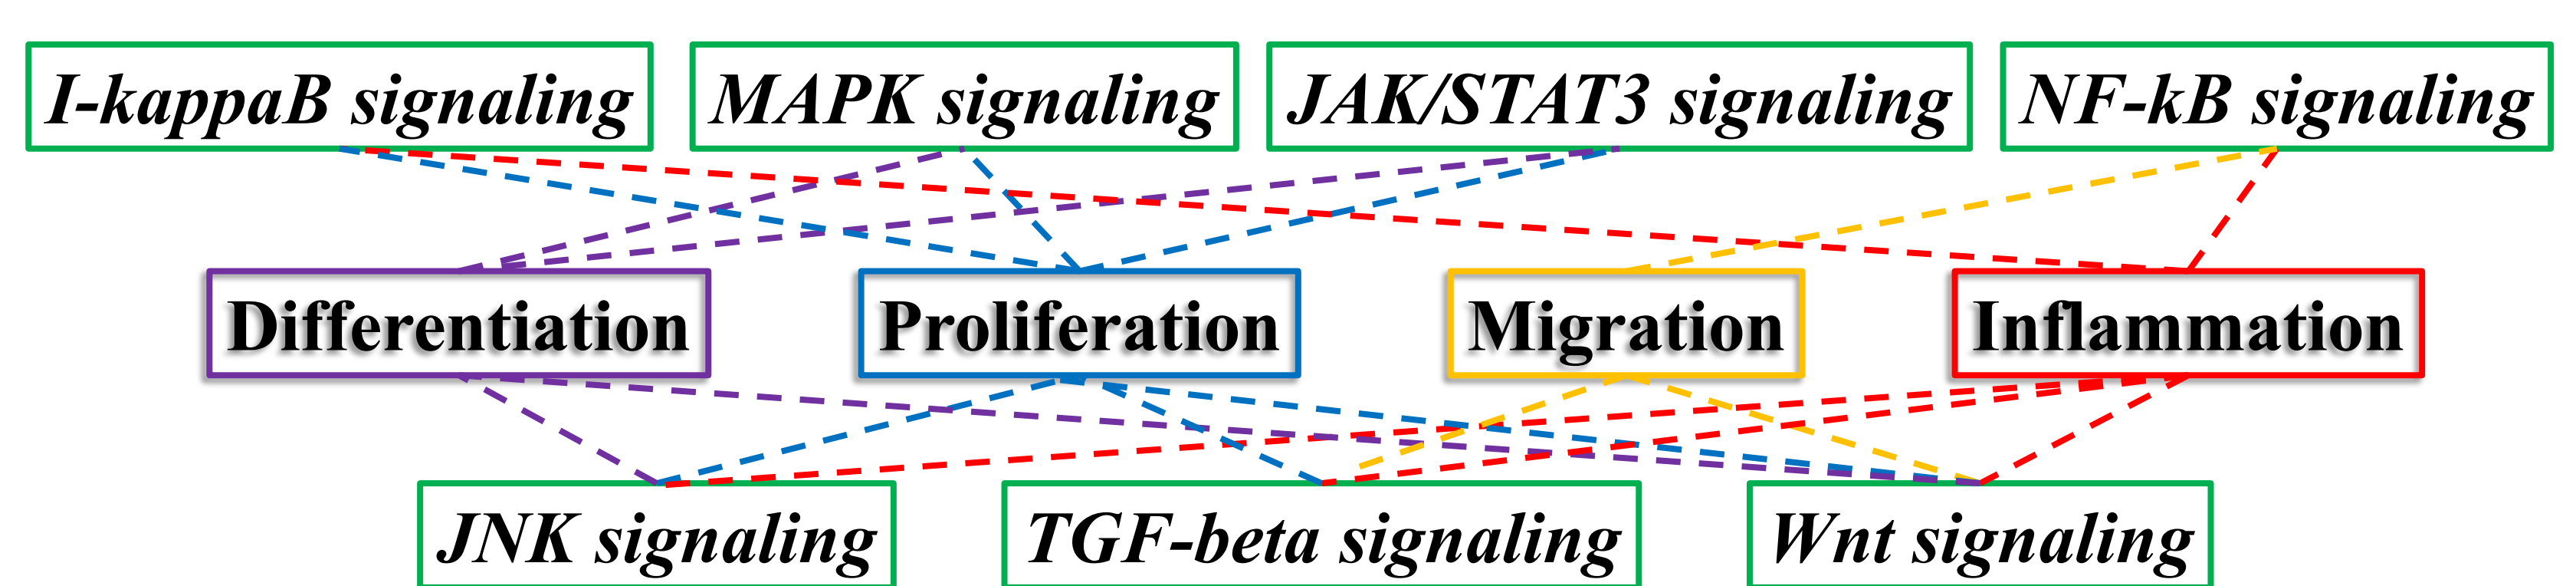 I-kappaB signaling MAPK signaling JAK/STAT3 signaling NF-kB signaling
Differentiation Proliferation Migration Inflammation
JNK signaling TGF-beta signaling Wnt signaling